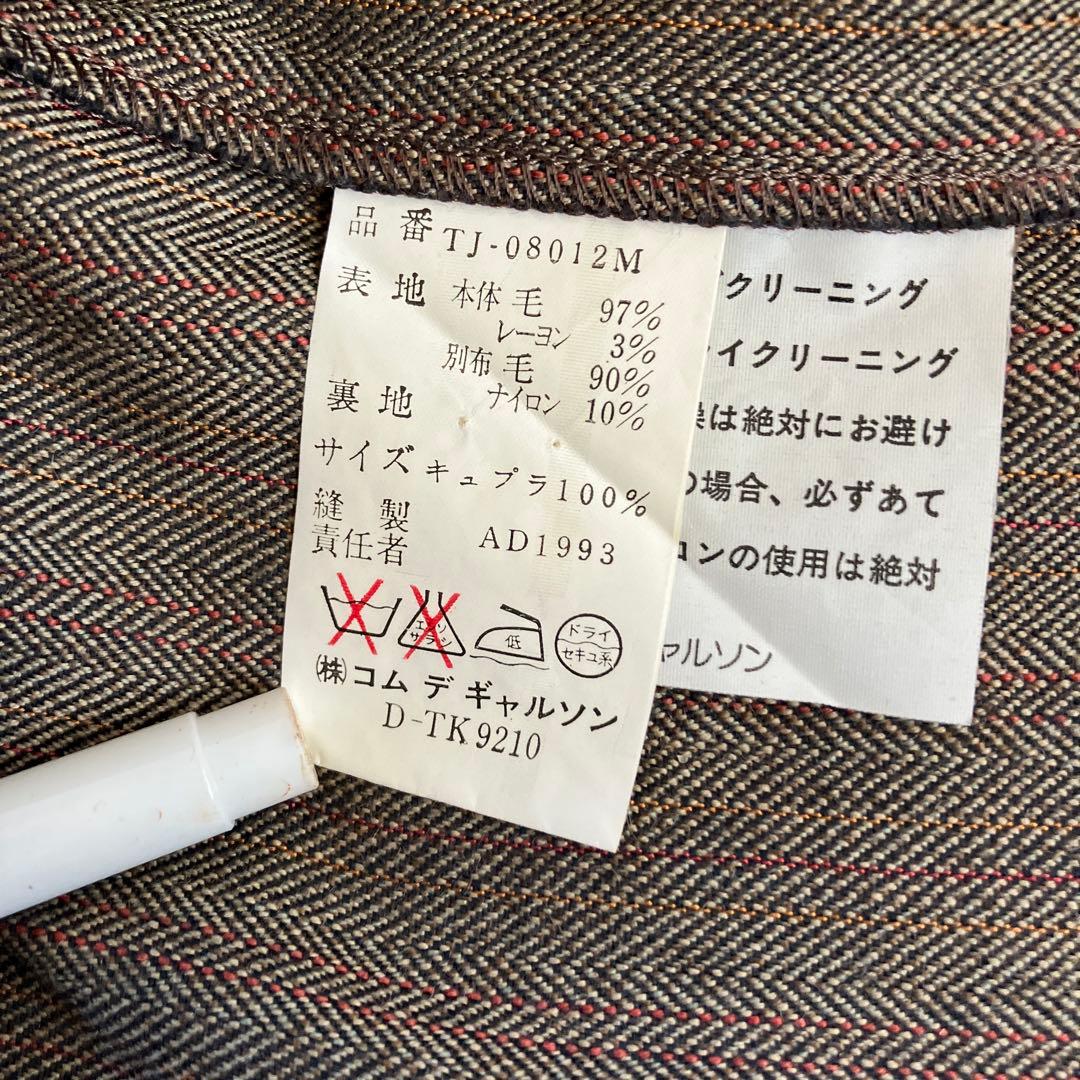 品番 TJ-08012M
表地 本体 毛 97%
レーヨン 3%
別布 毛 90%
ナイロン 10%
裏地
サイズ キュプラ100%
縫製
責任者 AD1993
エンソ
サラシ
低
ドライ
セキユ系
㈱コム デ ギャルソン
D-TK9210
クリーニング
イクリーニング
は絶対にお避け
の場合、必ずあて
コンの使用は絶対
ャルソン